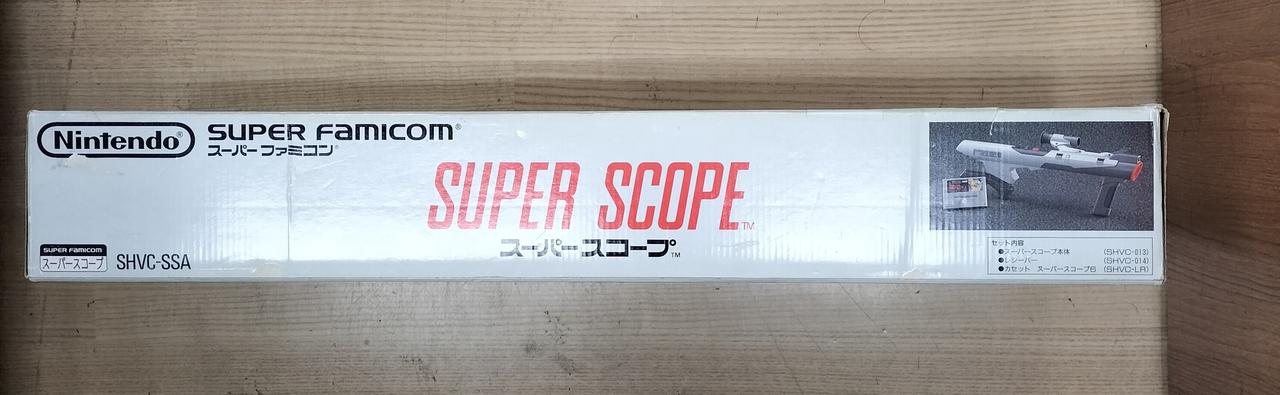 Nintendo®
SUPER FAMICOM®
スーパーファミコン®
SUPER SCOPE™
スーパースコープ™
SUPER FAMICOM
スーパースコープ
SHVC-SSA
セット内容
●スーパースコープ本体 (SHVC-013)
●レシーバー (SHVC-014)
●カセット スーパースコープ6 (SHVC-LR)